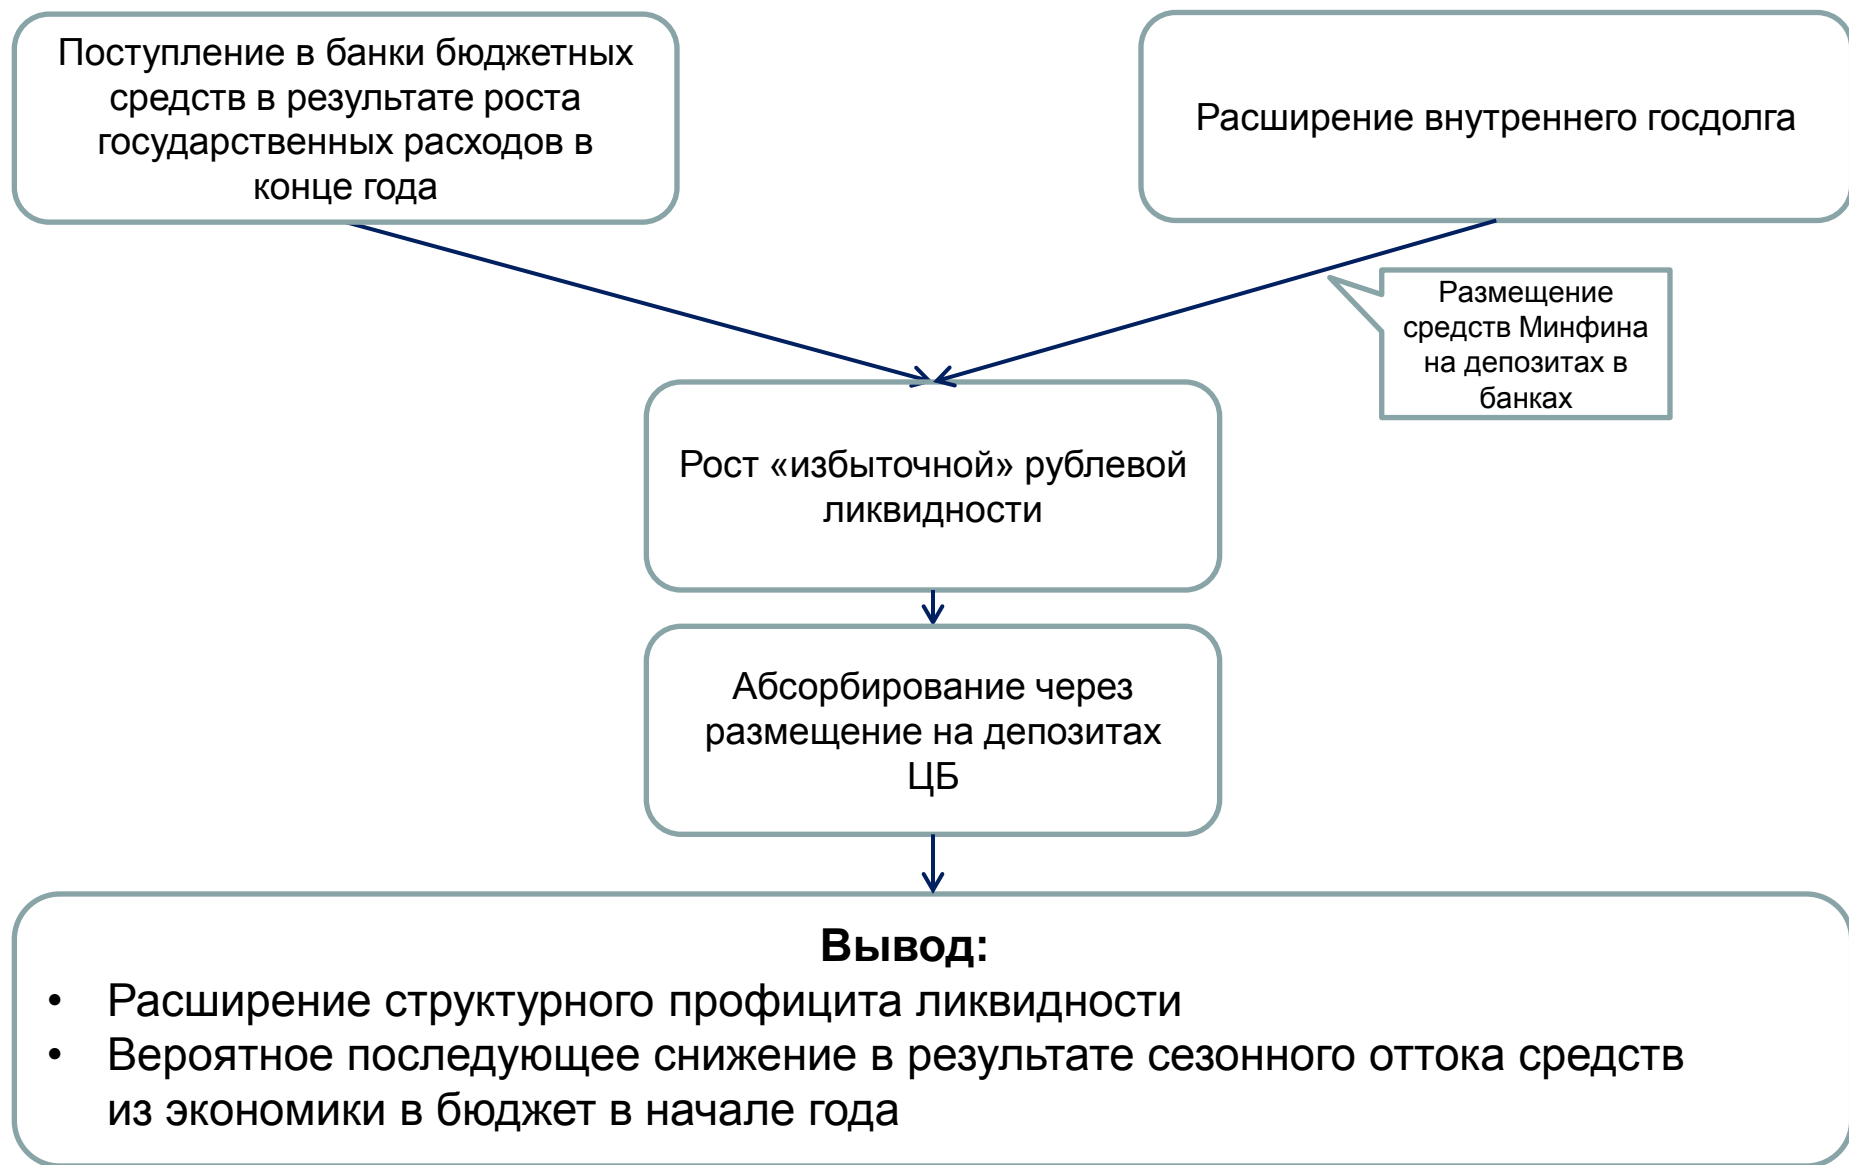 Поступление в банки бюджетных
средств в результате роста
государственных расходов в
конце года
Расширение внутреннего госдолга
Размещение
средств Минфина
на депозитах в
банках
Рост «избыточной» рублевой
ликвидности
Абсорбирование через
размещение на депозитах
ЦБ
Вывод:
• Расширение структурного профицита ликвидности
• Вероятное последующее снижение в результате сезонного оттока средств
из экономики в бюджет в начале года